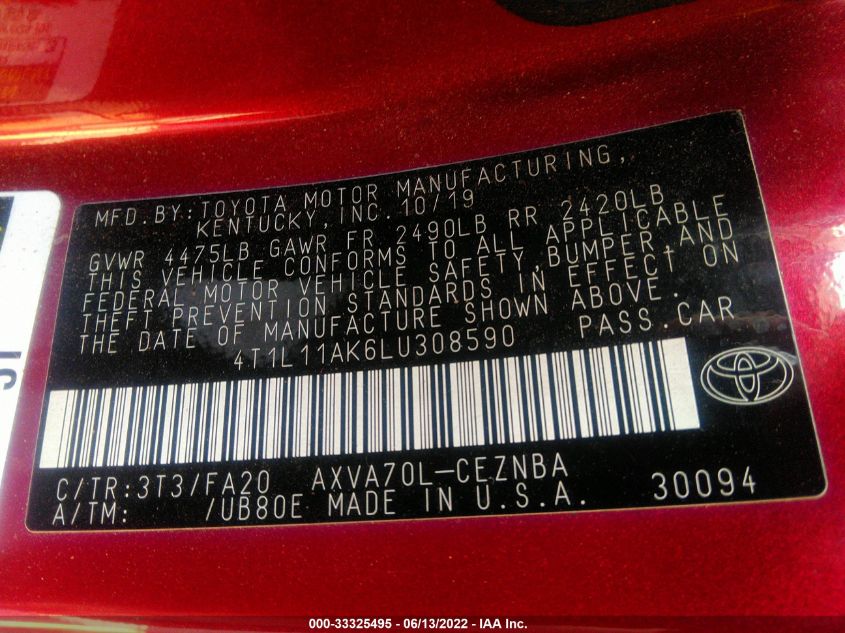 MFD.BY:TOYOTA MOTOR MANUFACTURING,
KENTUCKY,INC.10/19
GVWR 4475LB GAWR FR 2490LB RR 2420LB
THIS VEHICLE CONFORMS TO ALL APPLICABLE
FEDERAL MOTOR VEHICLE SAFETY,BUMPER,AND
THEFT PREVENTION STANDARDS IN EFFECT ON
THE DATE OF MANUFACTURE SHOWN ABOVE.
4T1L11AK6LU308590 PASS.CAR
C/TR:3T3/FA20 AXVA70L-CEZNBA
A/TM: /UB80E MADE IN U.S.A. 30094
000-33325495 - 06/13/2022 - IAA Inc.